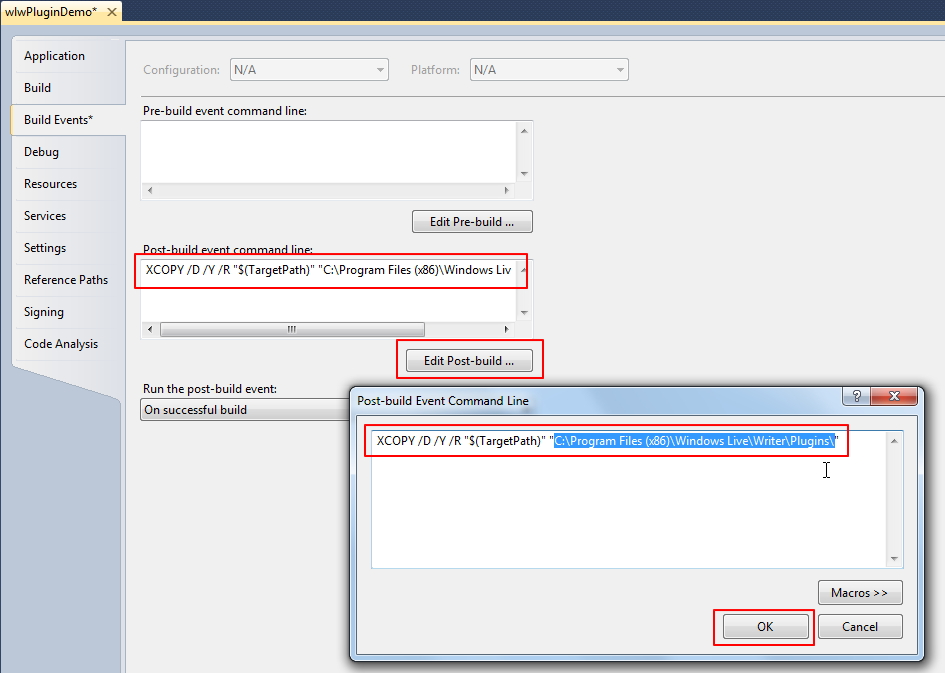 wlwPluginDemo*
Application
Build
Build Events*
Debug
Resources
Services
Settings
Reference Paths
Signing
Code Analysis
Configuration: N/A Platform: N/A
Pre-build event command line:
Edit Pre-build ...
Post-build event command line:
XCOPY /D /Y /R "$(TargetPath)" "C:\Program Files (x86)\Windows Liv
Edit Post-build ...
Run the post-build event:
On successful build
Post-build Event Command Line
XCOPY /D /Y /R "$(TargetPath)" "C:\Program Files (x86)\Windows Live\Writer\Plugins\"
Macros >>
OK Cancel